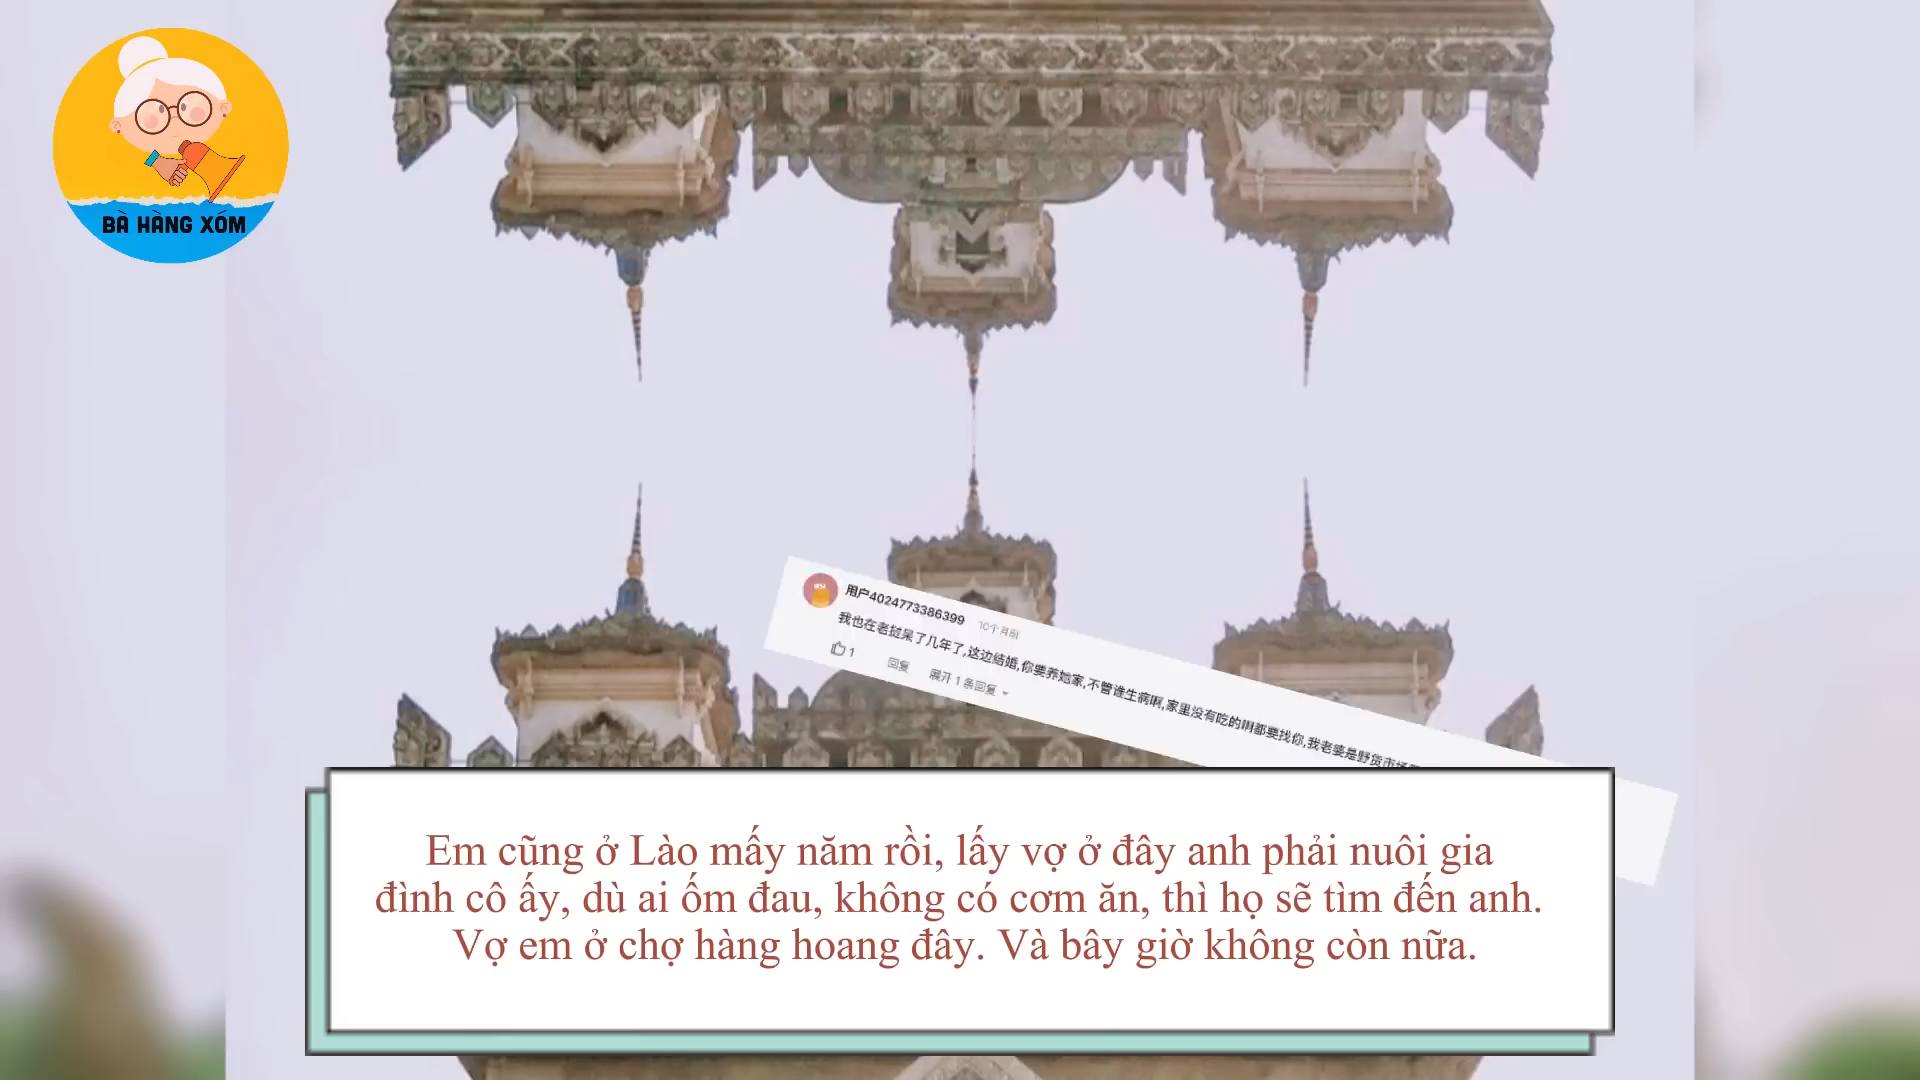 BÀ HÀNG XÓM
用户4024773386399 10个月前
我也在老挝呆了几年了,这边结婚,你要养她家,不管谁生病啊,家里没有吃的啊都要找你,我老婆是野货市场
1 回复 展开 1 条回复
Em cũng ở Lào mấy năm rồi, lấy vợ ở đây anh phải nuôi gia
đình cô ấy, dù ai ốm đau, không có cơm ăn, thì họ sẽ tìm đến anh.
Vợ em ở chợ hàng hoang đây. Và bây giờ không còn nữa.